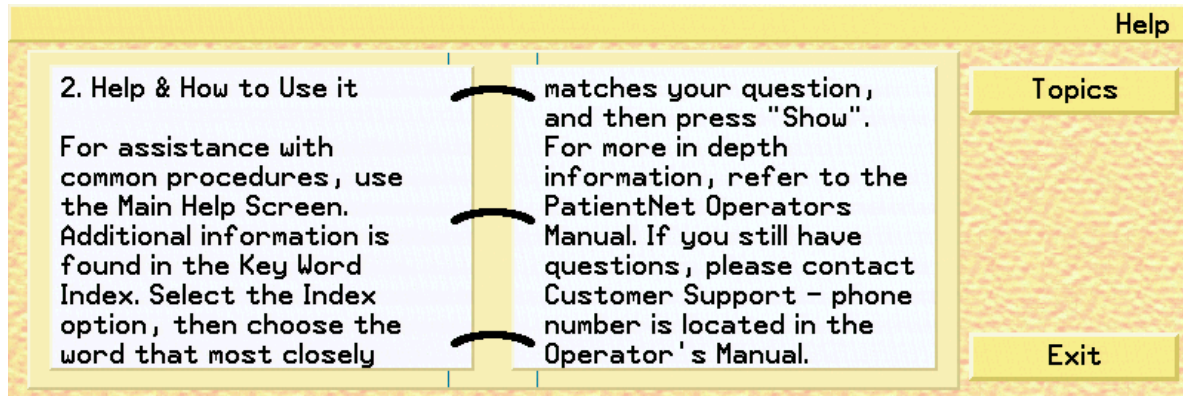 Help
2. Help & How to Use it
For assistance with
common procedures, use
the Main Help Screen.
Additional information is
found in the Key Word
Index. Select the Index
option, then choose the
word that most closely
matches your question,
and then press "Show".
For more in depth
information, refer to the
PatientNet Operators
Manual. If you still have
questions, please contact
Customer Support - phone
number is located in the
Operator's Manual.
Topics
Exit